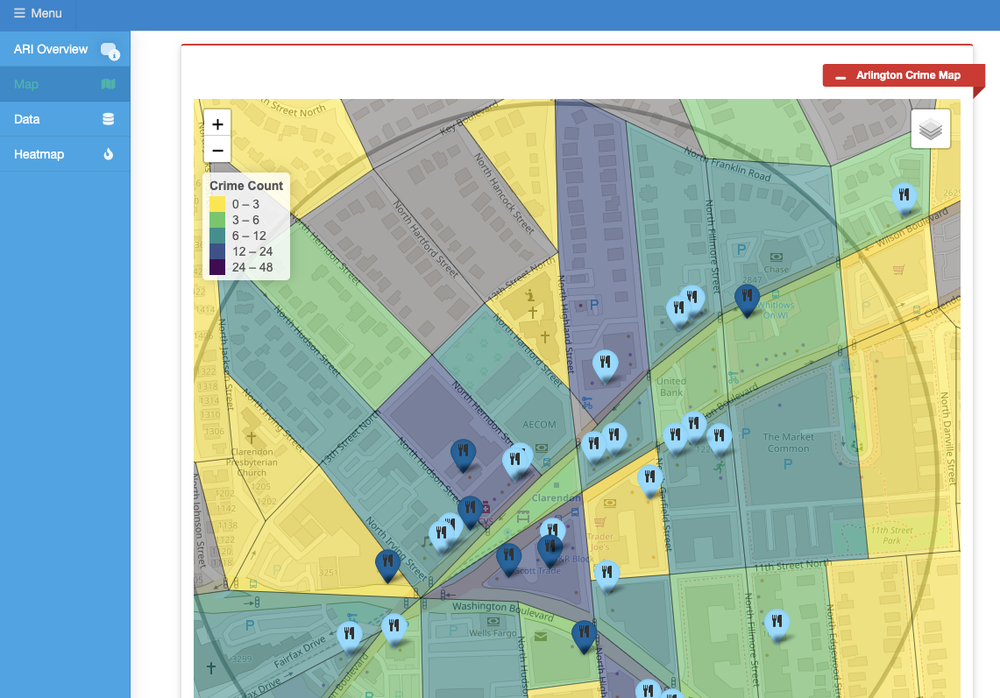 Menu
ARI Overview
Map
Data
Heatmap
Arlington Crime Map
+
−
Crime Count
0 – 3
3 – 6
6 – 12
12 – 24
24 – 48
Street North
Key Boulevard
North Hancock Street
North Hartford Street
North Franklin Road
North Herndon Street
13th Street North
North Highland Street
North Fillmore Street
Wilson Boulevard
P
Chase
2847
Whitlows
On Wl
P
North Hudson Street
North Jackson Street
North Hartford Street
1414
1406
1322
1318
1314
1310
1306
United
Bank
North Herndon
AECOM
The Market
Common
P
P
North Danville Street
North Irving Street
13th Street North
Clarendon
Presbyterian
Church
1205
1202
1202
1142
1138
1120
1118
North Johnson Street
North Hudson Street
Clarendon
CVS
Trader
Joe's
R Block
Scott Trade
North Garfield Street
11th Street
Park
North Irving Street
3251
11th Street North
Washington Boulevard
Wells Fargo
P
P
Fairfax Drive
3299
North Fillmore Street
North Edgewood
North Hudson
Boulevard